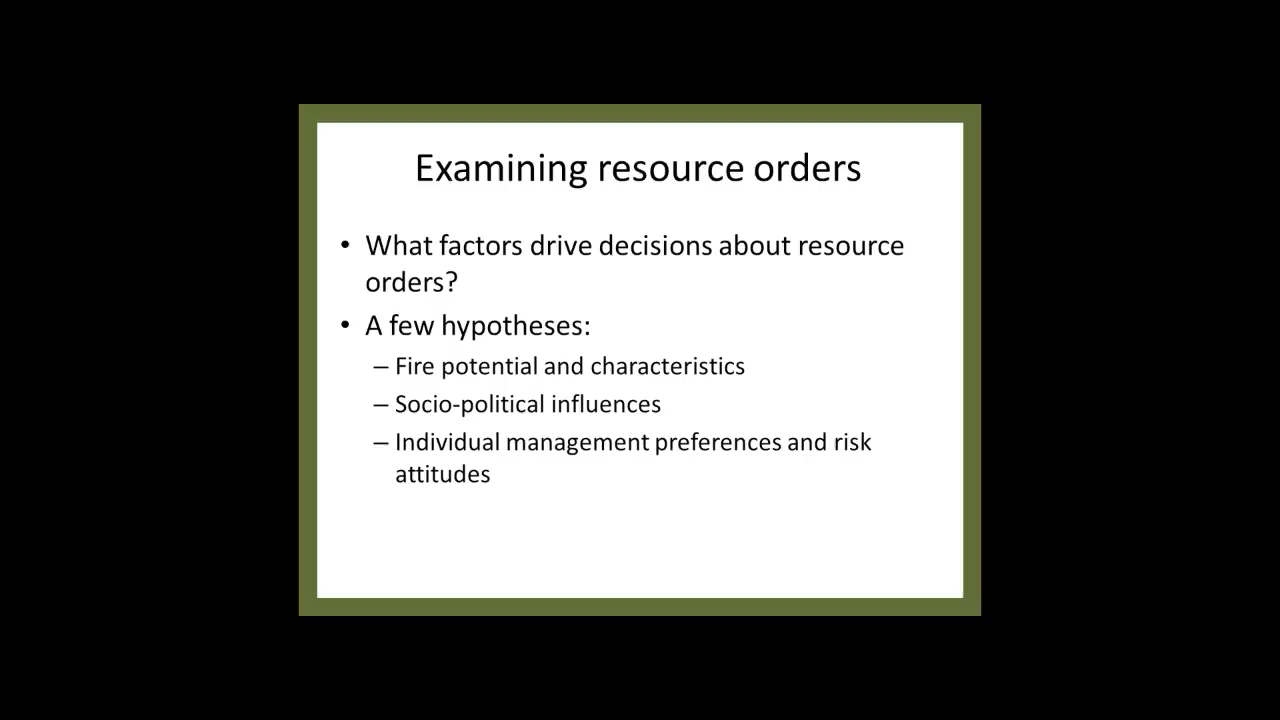 Examining resource orders
• What factors drive decisions about resource
orders?
• A few hypotheses:
– Fire potential and characteristics
– Socio-political influences
– Individual management preferences and risk
attitudes